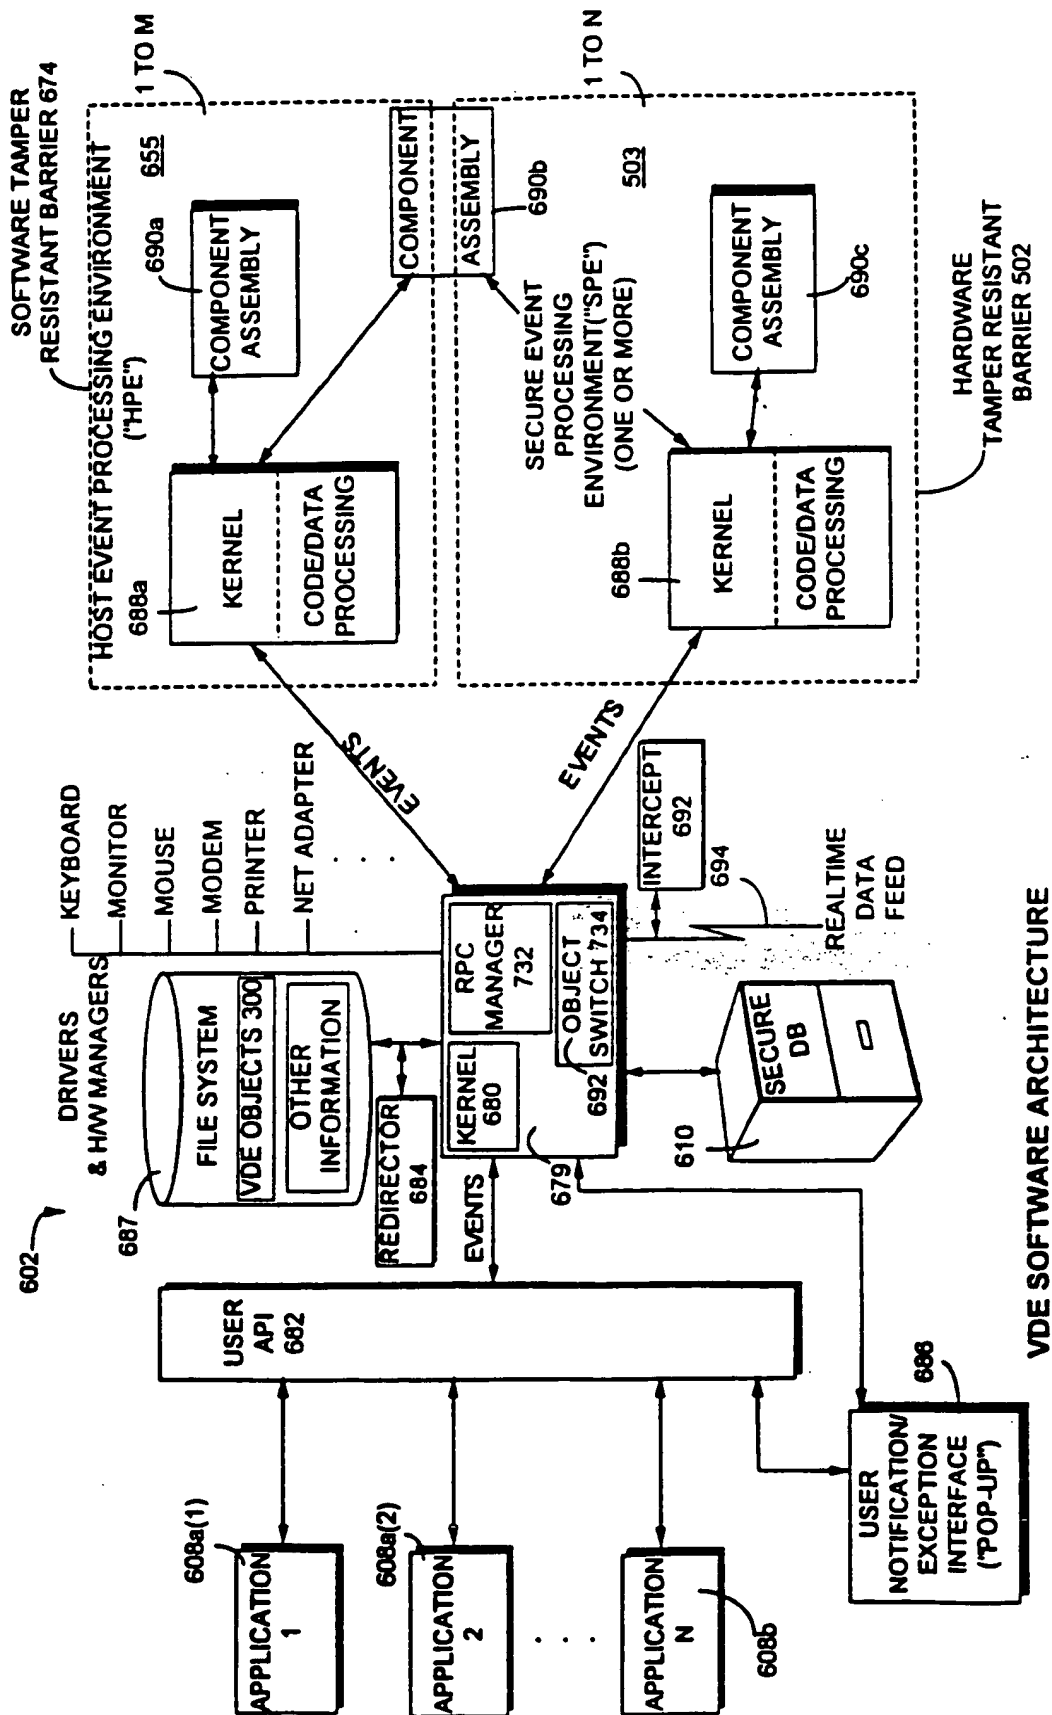 602
DRIVERS
& H/W MANAGERS
KEYBOARD
MONITOR
MOUSE
MODEM
PRINTER
NET ADAPTER
. . . .
SOFTWARE TAMPER
RESISTANT BARRIER 674
HOST EVENT PROCESSING ENVIRONMENT
("HPE")
655
1 TO M
688a
KERNEL
CODE/DATA
PROCESSING
690a
COMPONENT
ASSEMBLY
COMPONENT
ASSEMBLY
690b
SECURE EVENT
PROCESSING
ENVIRONMENT("SPE")
(ONE OR MORE)
503
1 TO N
688b
KERNEL
CODE/DATA
PROCESSING
COMPONENT
ASSEMBLY
690c
HARDWARE
TAMPER RESISTANT
BARRIER 502
EVENTS
EVENTS
687
FILE SYSTEM
VDE OBJECTS 300
OTHER
INFORMATION
REDIRECTOR
684
EVENTS
KERNEL
680
RPC
MANAGER
732
692
OBJECT
SWITCH 734
679
INTERCEPT
692
694
REALTIME
DATA
FEED
610
SECURE
DB
USER
API
682
608a(1)
APPLICATION
1
608a(2)
APPLICATION
2
. . . .
APPLICATION
N
608b
686
USER
NOTIFICATION/
EXCEPTION
INTERFACE
("POP-UP")
VDE SOFTWARE ARCHITECTURE